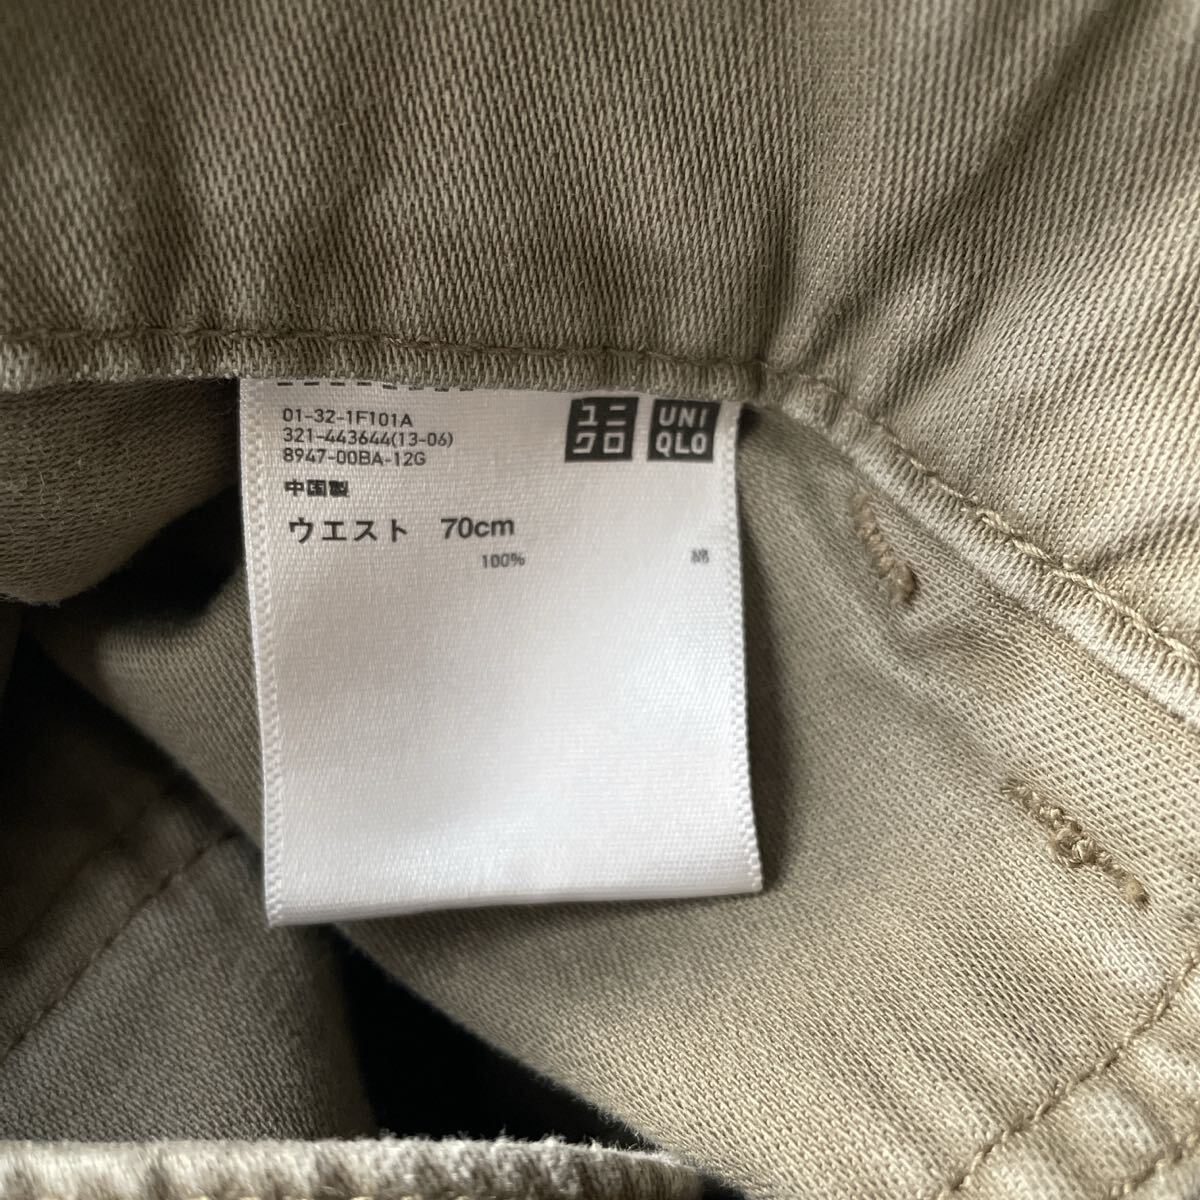 01-32-1F101A
321-443644(13-06)
8947-00BA-12G
中国製
ウエスト 70cm
100% 綿
ユニ
クロ
UNI
QLO